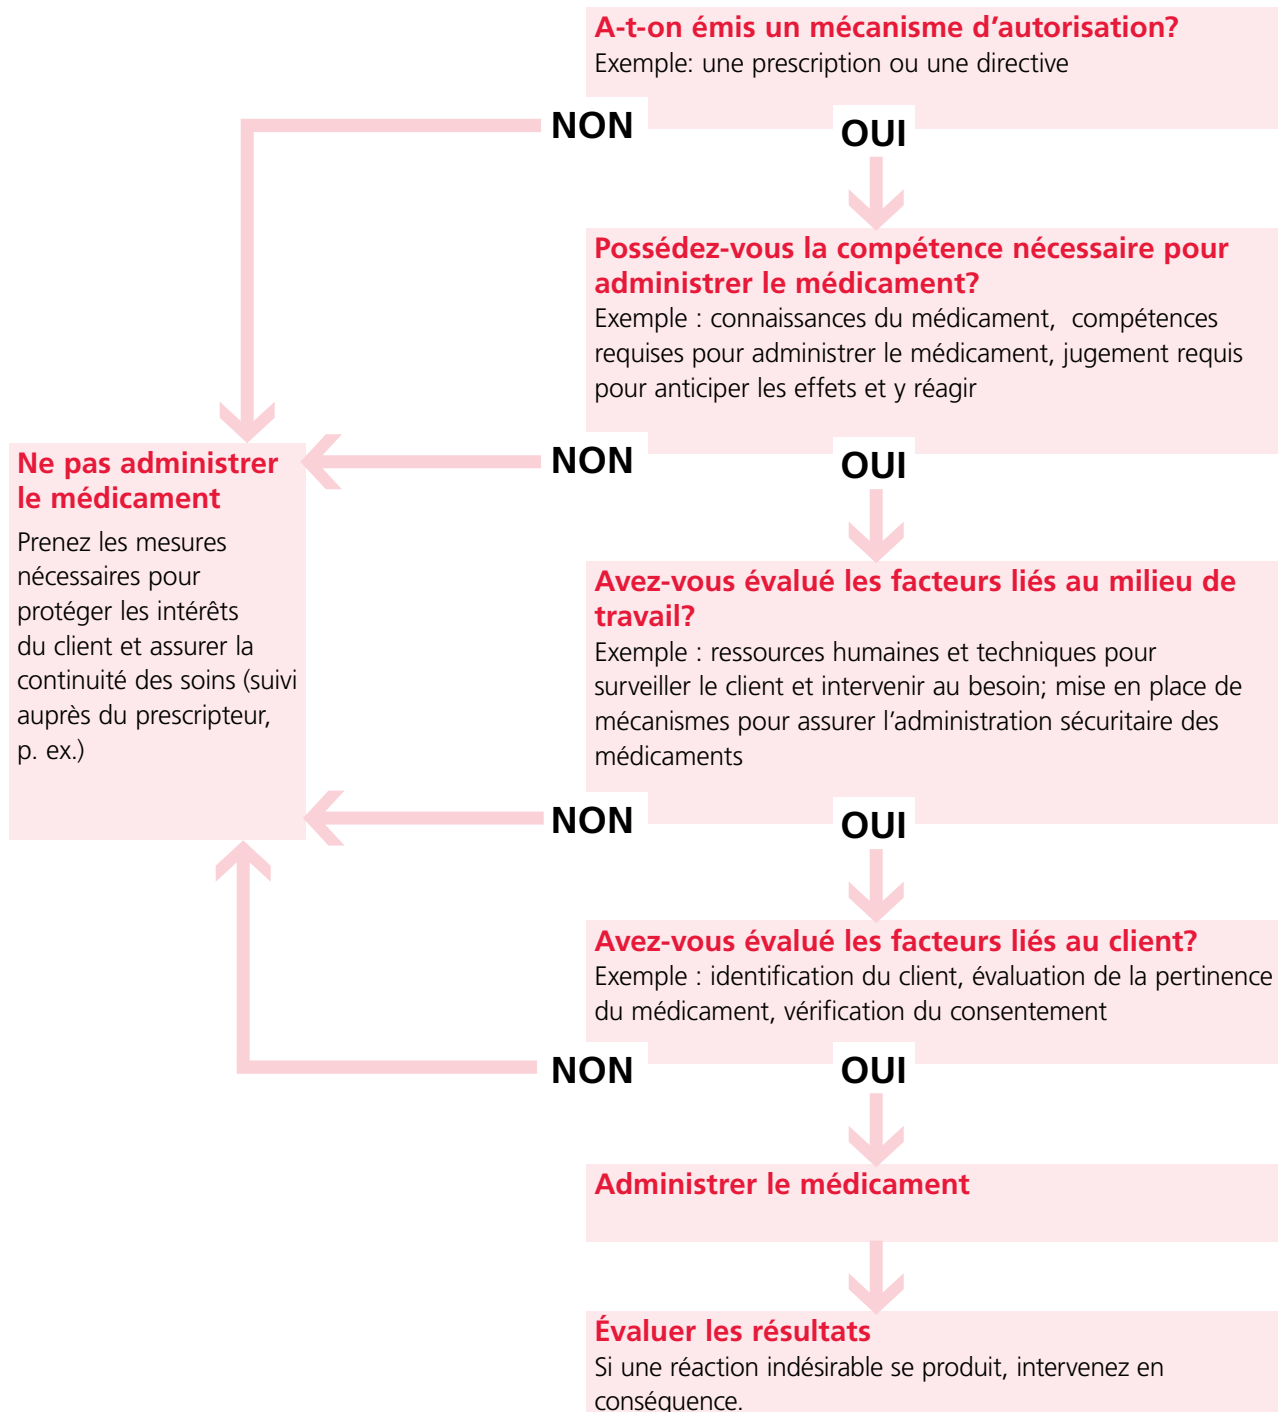 A-t-on émis un mécanisme d’autorisation?
Exemple: une prescription ou une directive
NON
OUI
Possédez-vous la compétence nécessaire pour
administrer le médicament?
Exemple : connaissances du médicament, compétences
requises pour administrer le médicament, jugement requis
pour anticiper les effets et y réagir
NON
OUI
Ne pas administrer
le médicament
Prenez les mesures
nécessaires pour
protéger les intérêts
du client et assurer la
continuité des soins (suivi
auprès du prescripteur,
p. ex.)
Avez-vous évalué les facteurs liés au milieu de
travail?
Exemple : ressources humaines et techniques pour
surveiller le client et intervenir au besoin; mise en place de
mécanismes pour assurer l’administration sécuritaire des
médicaments
NON
OUI
Avez-vous évalué les facteurs liés au client?
Exemple : identification du client, évaluation de la pertinence
du médicament, vérification du consentement
NON
OUI
Administrer le médicament
Évaluer les résultats
Si une réaction indésirable se produit, intervenez en
conséquence.